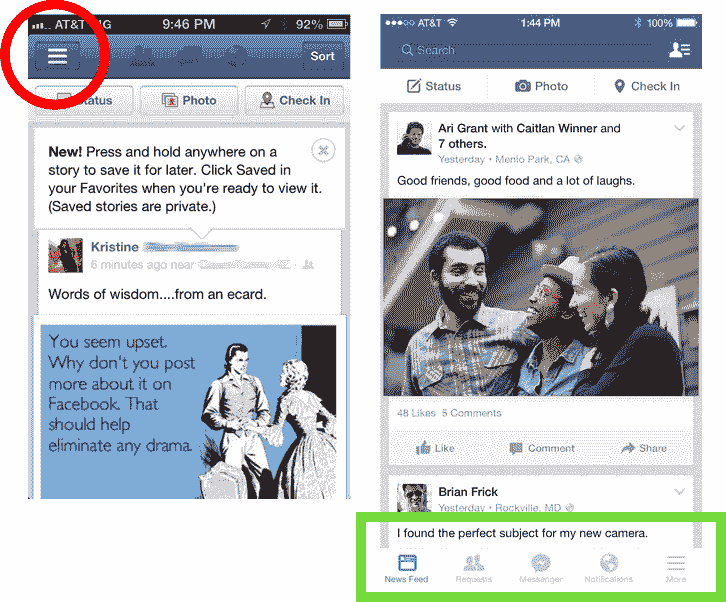 AT&T
9:46 PM
92%
Sort
Status
Photo
Check In
New! Press and hold anywhere on a
story to save it for later. Click Saved in
your Favorites when you're ready to view it.
(Saved stories are private.)
Kristine
6 minutes ago near
Words of wisdom....from an ecard.
You seem upset.
Why don't you post
more about it on
Facebook. That
should help
eliminate any drama.
AT&T
1:44 PM
100%
Search
Status
Photo
Check In
Ari Grant with Caitlan Winner and
7 others.
Yesterday • Menlo Park, CA
Good friends, good food and a lot of laughs.
48 Likes 5 Comments
Like
Comment
Share
Brian Frick
Yesterday • Rockville, MD
I found the perfect subject for my new camera.
News Feed
Requests
Messenger
Notifications
More